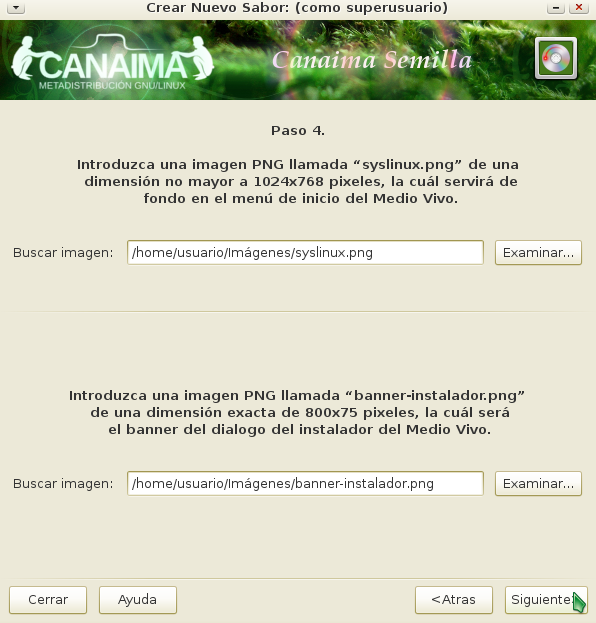 Crear Nuevo Sabor: (como superusuario)
CANAIMA
METADISTRIBUCIÓN GNU/LINUX
Canaima Semilla
Paso 4.
Introduzca una imagen PNG llamada “syslinux.png” de una
dimensión no mayor a 1024x768 pixeles, la cuál servirá de
fondo en el menú de inicio del Medio Vivo.
Buscar imagen:
/home/usuario/Imágenes/syslinux.png
Examinar...
Introduzca una imagen PNG llamada “banner-instalador.png”
de una dimensión exacta de 800x75 pixeles, la cuál será
el banner del dialogo del instalador del Medio Vivo.
Buscar imagen:
/home/usuario/Imágenes/banner-instalador.png
Examinar...
Cerrar
Ayuda
<Atras
Siguiente